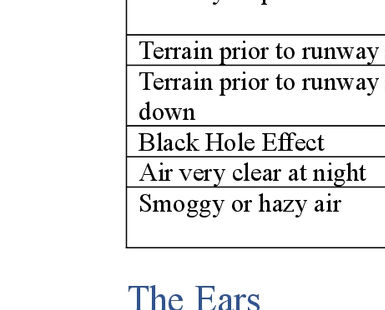 Terrain prior to runway
Terrain prior to runway
down
Black Hole Effect
Air very clear at night
Smoggy or hazy air
The Ears